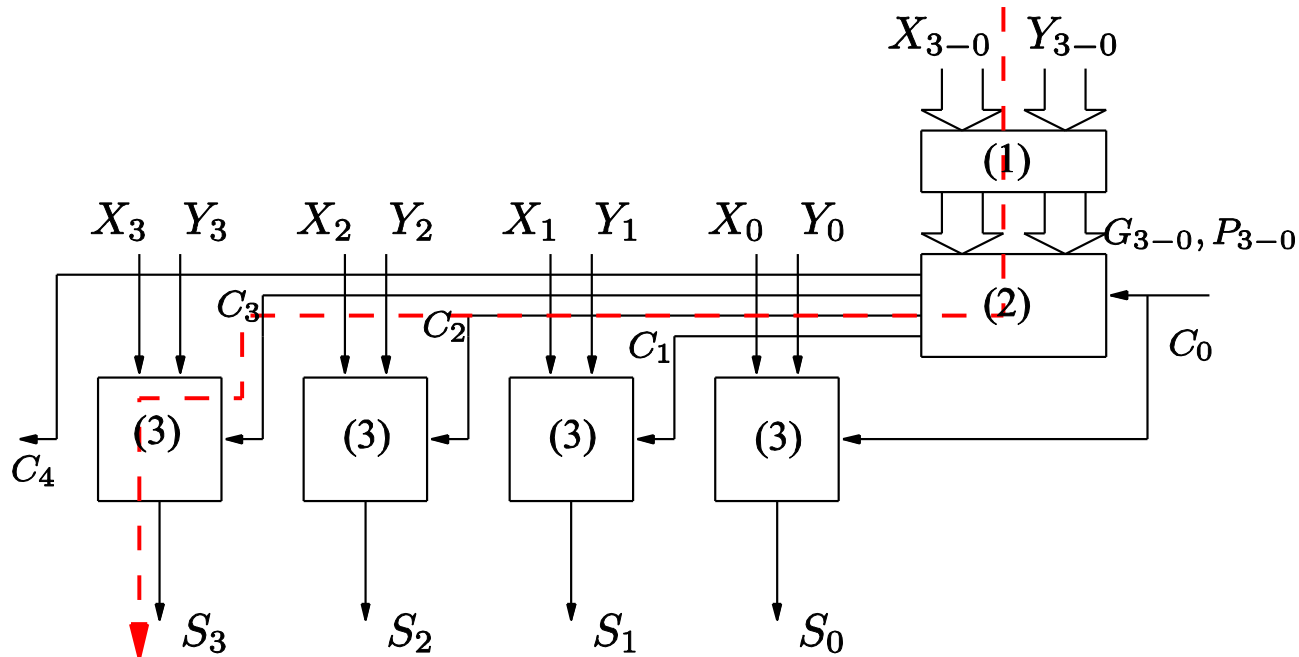 X₃₋₀ Y₃₋₀
(1)
X₃ Y₃ X₂ Y₂ X₁ Y₁ X₀ Y₀
G₃₋₀, P₃₋₀
C₃ (2)
C₂
C₁ C₀
(3) (3) (3) (3)
C₄
S₃ S₂ S₁ S₀